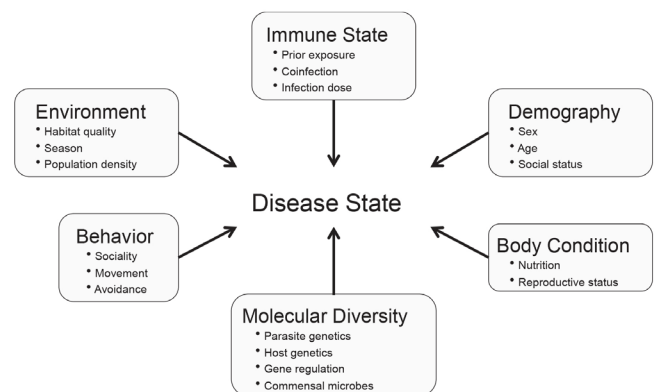 Immune State
• Prior exposure
• Coinfection
• Infection dose
Environment
• Habitat quality
• Season
• Population density
Demography
• Sex
• Age
• Social status
Disease State
Behavior
• Sociality
• Movement
• Avoidance
Body Condition
• Nutrition
• Reproductive status
Molecular Diversity
• Parasite genetics
• Host genetics
• Gene regulation
• Commensal microbes